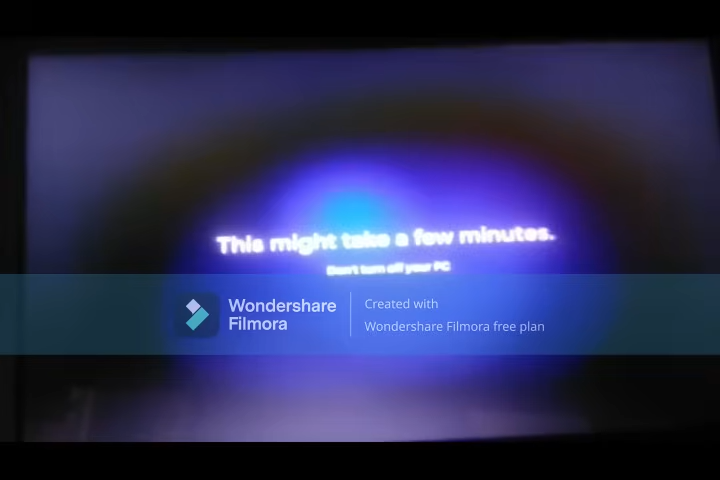 This might take a few minutes.
Don't turn off your PC
Wondershare
Filmora
Created with
Wondershare Filmora free plan